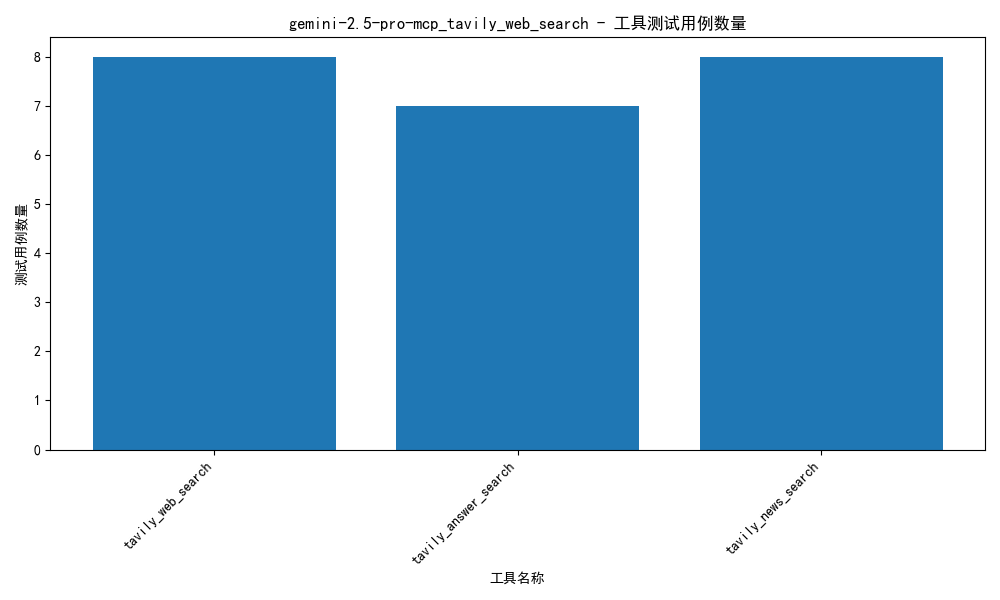 gemini-2.5-pro-mcp_tavily_web_search - 工具测试用例数量
测试用例数量
8
7
6
5
4
3
2
1
0
tavily_web_search
tavily_answer_search
tavily_news_search
工具名称